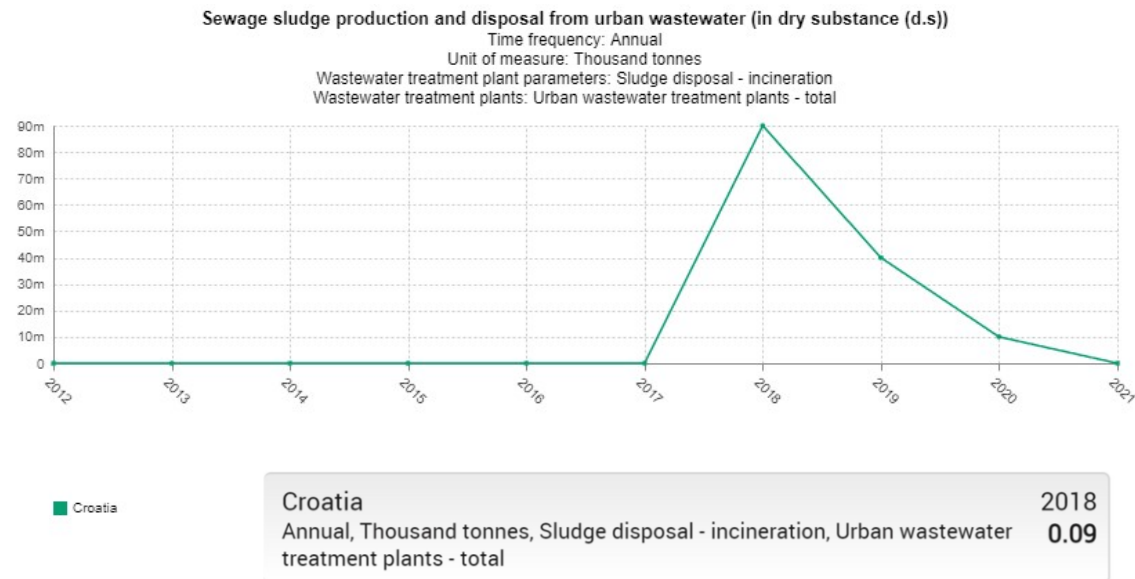 Sewage sludge production and disposal from urban wastewater (in dry substance (d.s))
Time frequency: Annual
Unit of measure: Thousand tonnes
Wastewater treatment plant parameters: Sludge disposal - incineration
Wastewater treatment plants: Urban wastewater treatment plants - total
90m
80m
70m
60m
50m
40m
30m
20m
10m
0
2012
2013
2014
2015
2016
2017
2018
2019
2020
2021
Croatia
Croatia 2018
Annual, Thousand tonnes, Sludge disposal - incineration, Urban wastewater 0.09
treatment plants - total